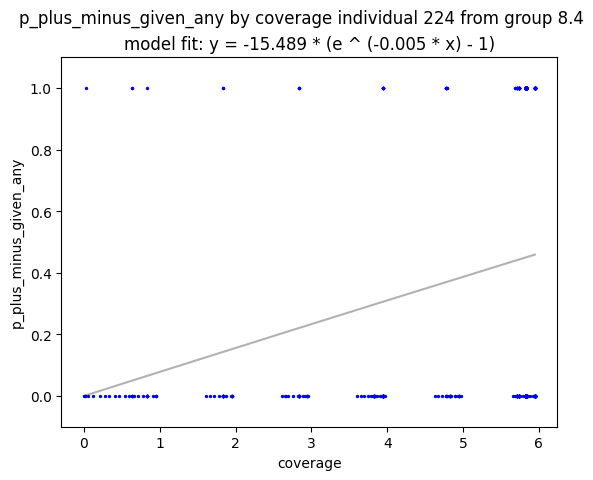 p_plus_minus_given_any by coverage individual 224 from group 8.4
model fit: y = -15.489 * (e ^ (-0.005 * x) - 1)
1.0
0.8
0.6
0.4
0.2
0.0
p_plus_minus_given_any
0 1 2 3 4 5 6
coverage